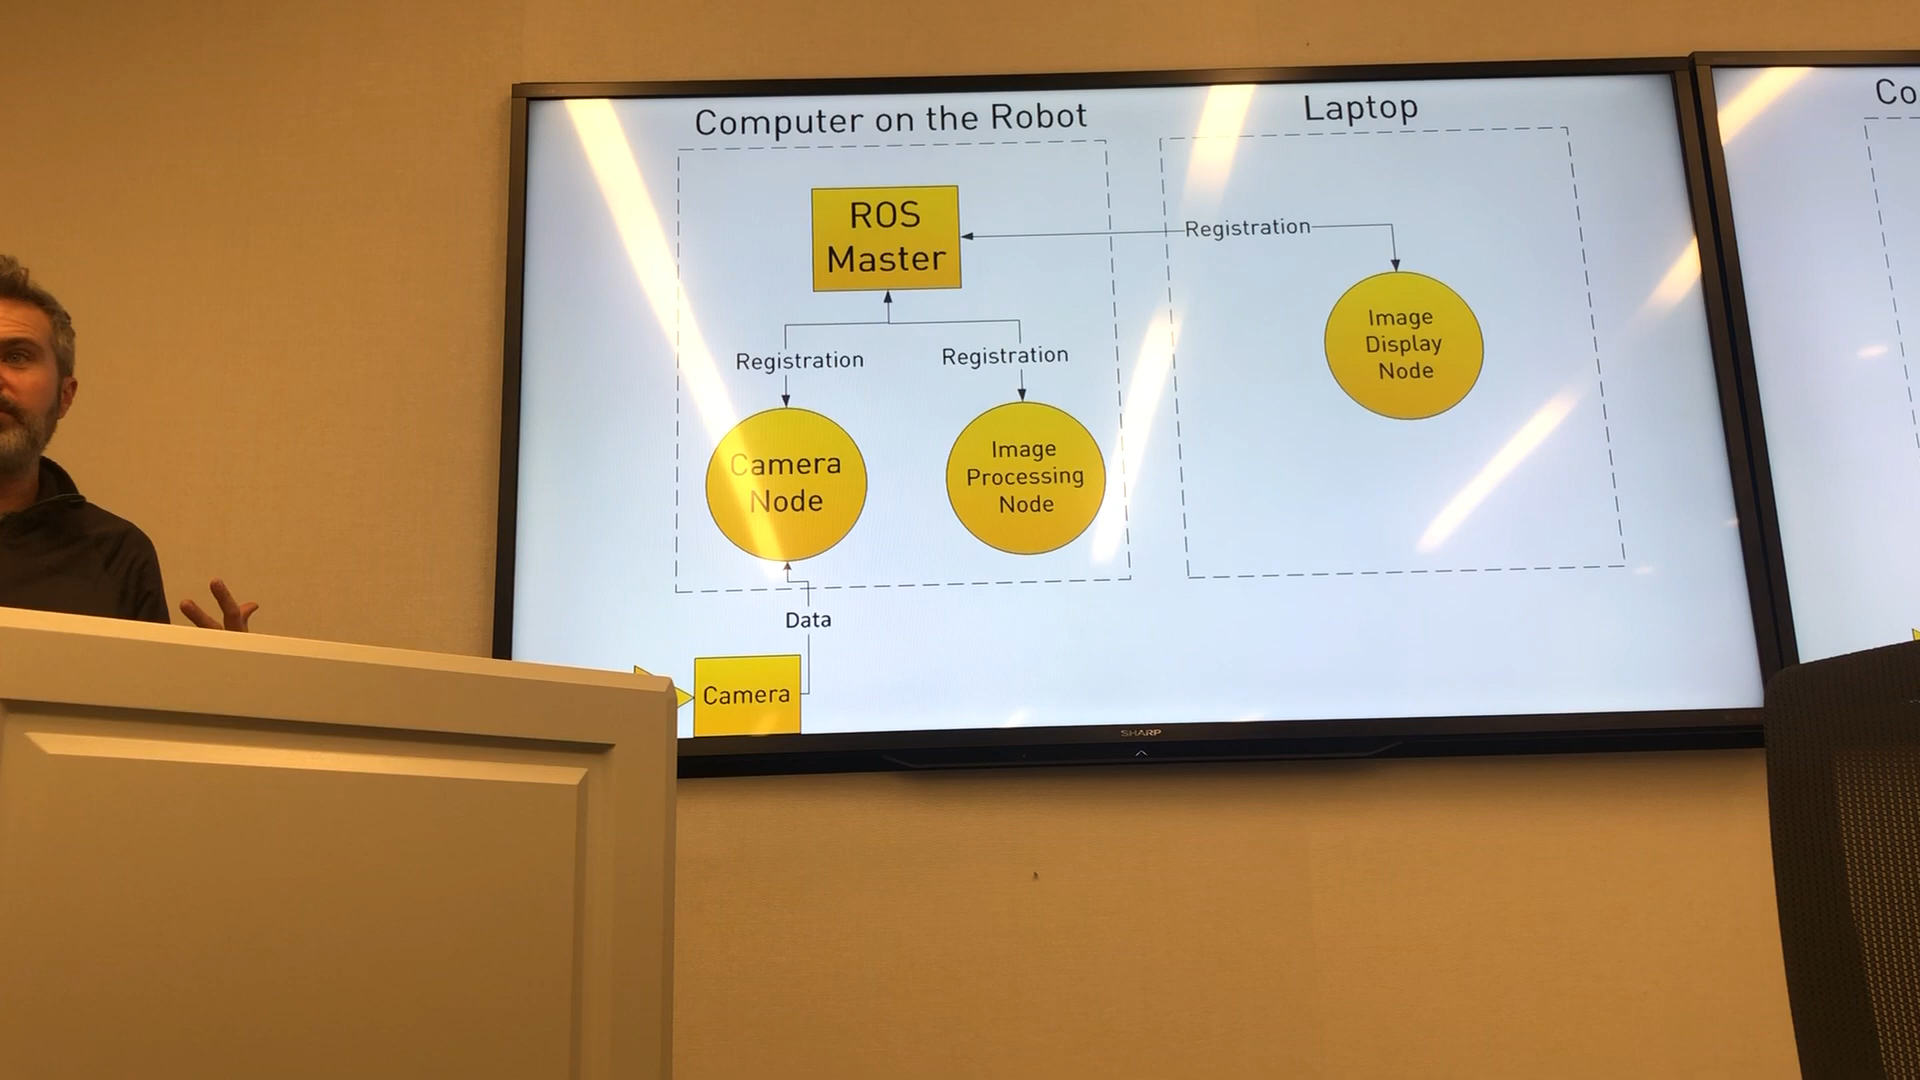 Computer on the Robot
Laptop
Co
ROS
Master
Registration
Image
Display
Node
Registration
Registration
Camera
Node
Image
Processing
Node
Data
Camera
SHARP